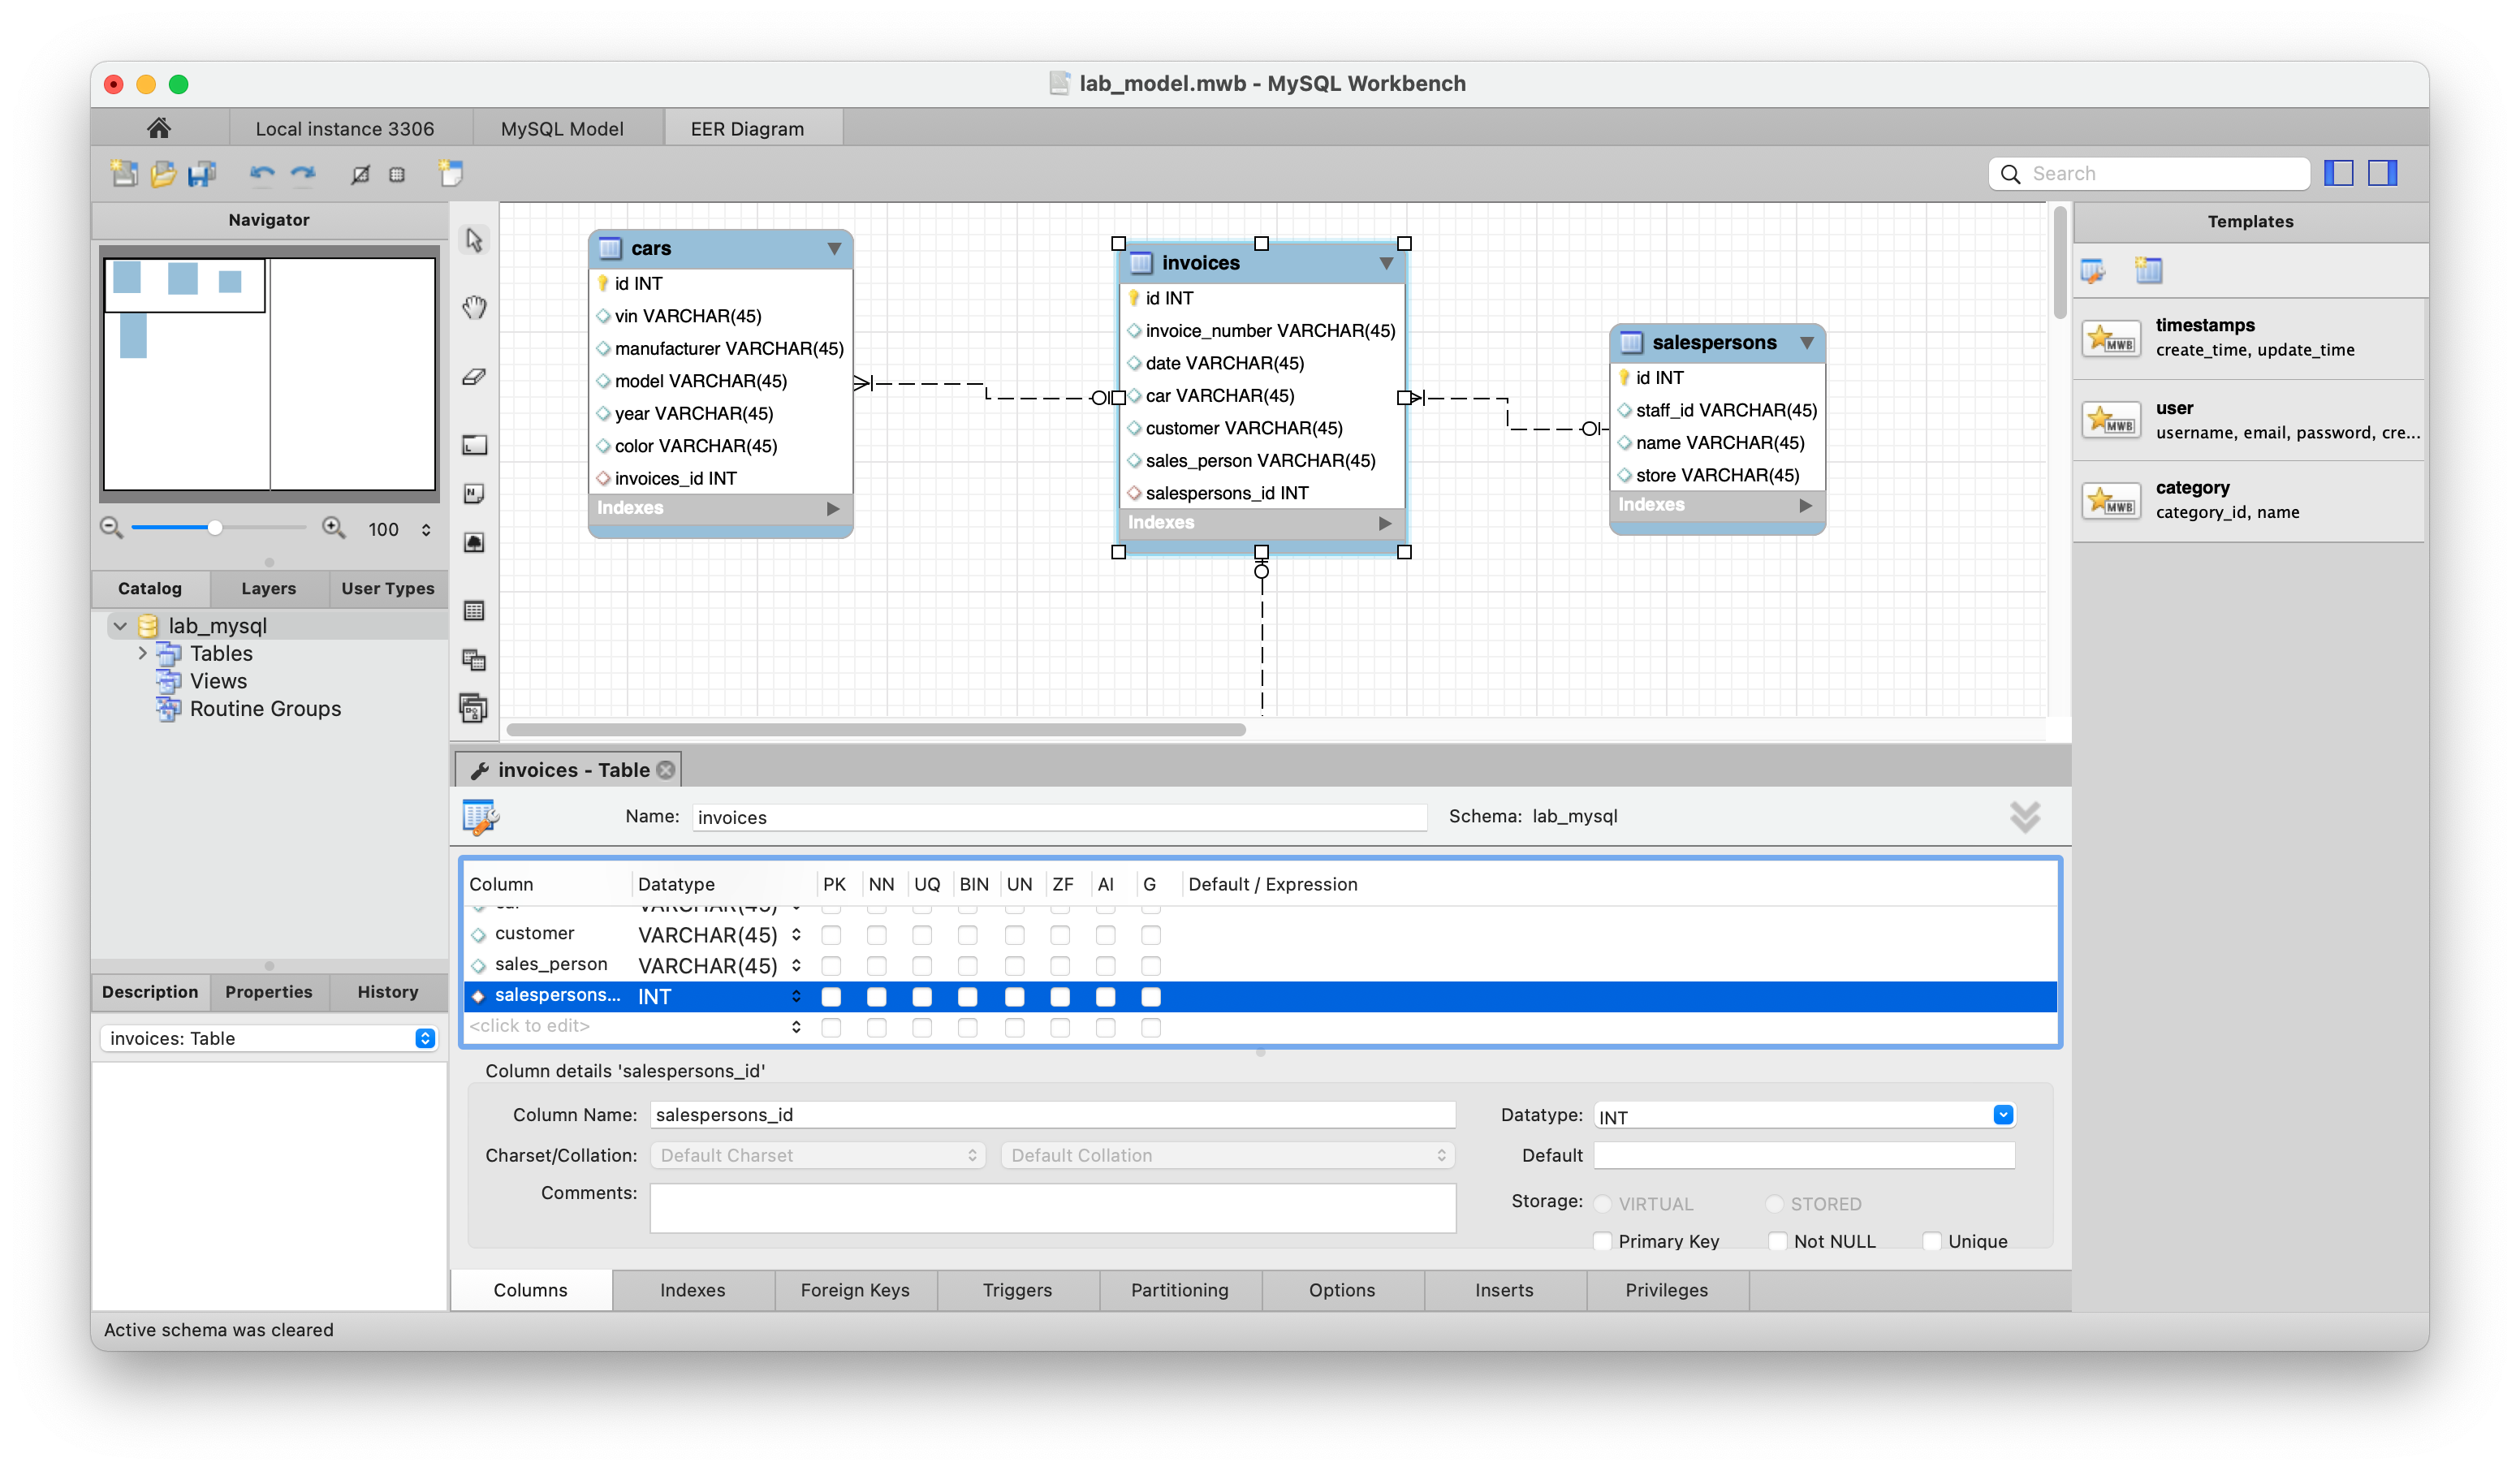 lab_model.mwb - MySQL Workbench
Local instance 3306
MySQL Model
EER Diagram
Search
Navigator
100
Catalog
Layers
User Types
lab_mysql
Tables
Views
Routine Groups
Description
Properties
History
invoices: Table
cars
id INT
vin VARCHAR(45)
manufacturer VARCHAR(45)
model VARCHAR(45)
year VARCHAR(45)
color VARCHAR(45)
invoices_id INT
Indexes
invoices
id INT
invoice_number VARCHAR(45)
date VARCHAR(45)
car VARCHAR(45)
customer VARCHAR(45)
sales_person VARCHAR(45)
salespersons_id INT
Indexes
salespersons
id INT
staff_id VARCHAR(45)
name VARCHAR(45)
store VARCHAR(45)
Indexes
Templates
MWB
timestamps
create_time, update_time
MWB
user
username, email, password, cre...
MWB
category
category_id, name
invoices - Table
Name: invoices
Schema: lab_mysql
Column Datatype PK NN UQ BIN UN ZF AI G Default / Expression
VARCHAR(45)
customer VARCHAR(45)
sales_person VARCHAR(45)
salespersons... INT
<click to edit>
Column details 'salespersons_id'
Column Name: salespersons_id
Datatype: INT
Charset/Collation: Default Charset Default Collation
Default
Comments:
Storage: VIRTUAL STORED
Primary Key Not NULL Unique
Columns
Indexes
Foreign Keys
Triggers
Partitioning
Options
Inserts
Privileges
Active schema was cleared